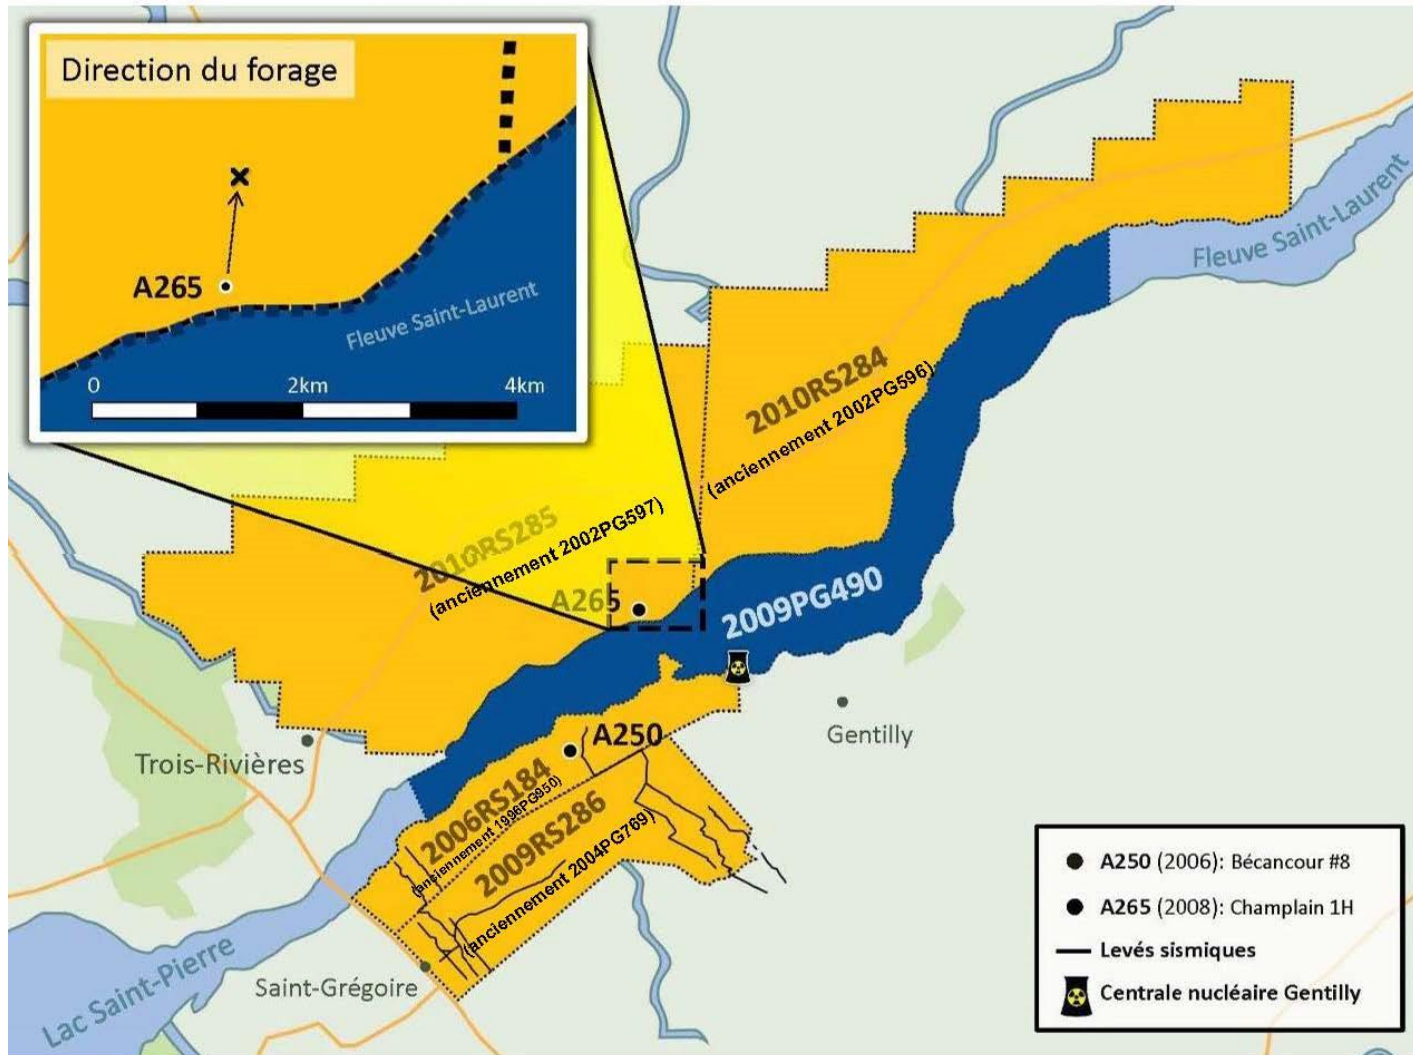 Direction du forage
A265
Fleuve Saint-Laurent
0 2km 4km
Fleuve Saint-Laurent
2010RS284
(anciennement 2002PG596)
2010RS285
(anciennement 2002PG597)
A265
2009PG490
Gentilly
A250
Trois-Rivières
2006RS184
(anciennement 1996PG950)
2009RS286
(anciennement 2004PG769)
Saint-Grégoire
Lac Saint-Pierre
A250 (2006): Bécancour #8
A265 (2008): Champlain 1H
Levés sismiques
Centrale nucléaire Gentilly